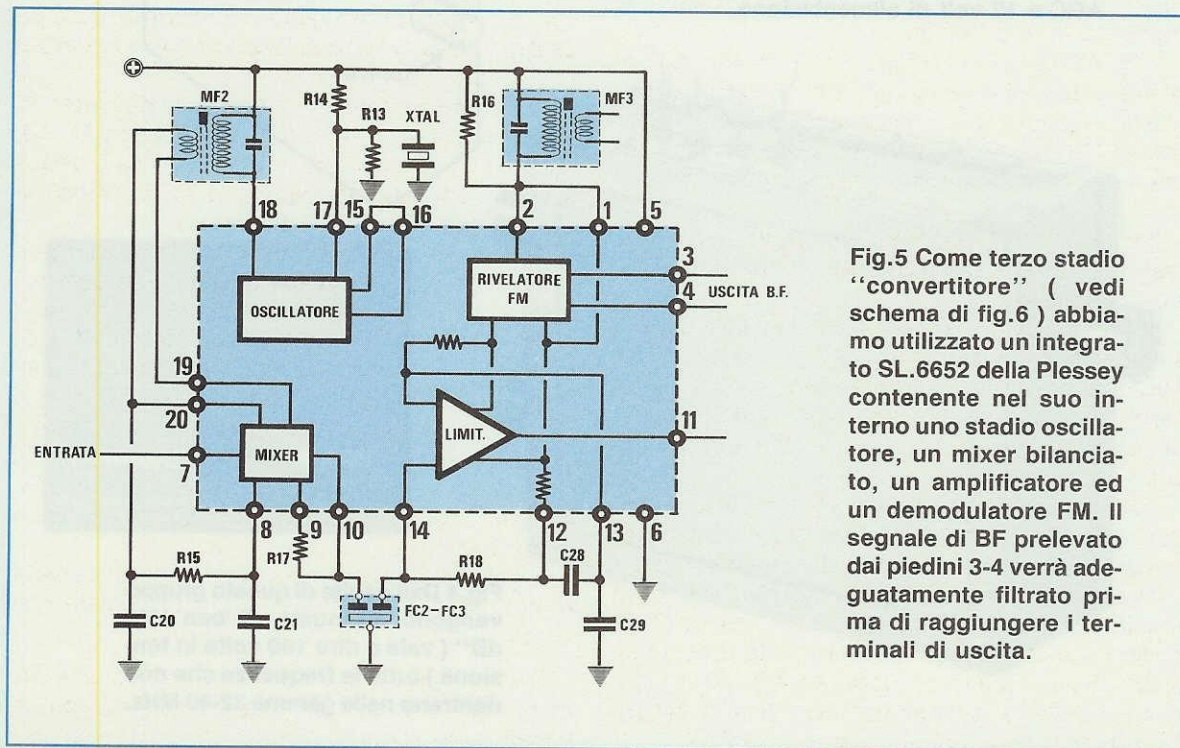 MF2
R14
R13
XTAL
R16
MF3
18
17
15
16
2
1
5
OSCILLATORE
RIVELATORE
FM
3
4
USCITA B.F.
19
20
ENTRATA
7
MIXER
LIMIT.
11
8
9
10
14
12
13
6
R15
R17
R18
C28
C20
C21
FC2-FC3
C29
Fig.5 Come terzo stadio
"convertitore" ( vedi
schema di fig.6 ) abbia-
mo utilizzato un integra-
to SL.6652 della Plessey
contenente nel suo in-
terno uno stadio oscilla-
tore, un mixer bilancia-
to, un amplificatore ed
un demodulatore FM. Il
segnale di BF prelevato
dai piedini 3-4 verrà ade-
guatamente filtrato pri-
ma di raggiungere i ter-
minali di uscita.